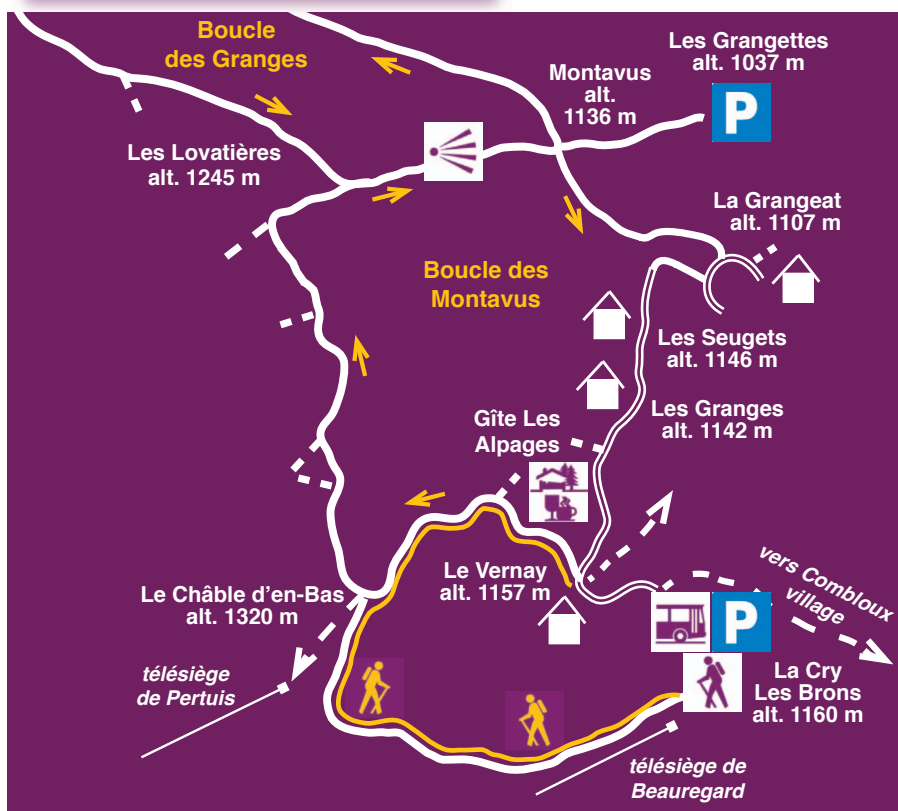 Boucle
des Granges
Les Grangettes
alt. 1037 m
Montavus
alt.
1136 m
P
Les Lovatières
alt. 1245 m
La Grangeat
alt. 1107 m
Boucle des
Montavus
Les Seugets
alt. 1146 m
Les Granges
alt. 1142 m
Gîte Les
Alpages
Le Vernay
alt. 1157 m
vers Combloux
village
Le Châble d'en-Bas
alt. 1320 m
P
télésiège
de Pertuis
La Cry
Les Brons
alt. 1160 m
télésiège de
Beauregard